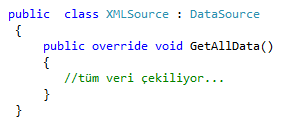 public  class XMLSource : DataSource
{
public override void GetAllData()
{
//tüm veri çekiliyor...
}
}